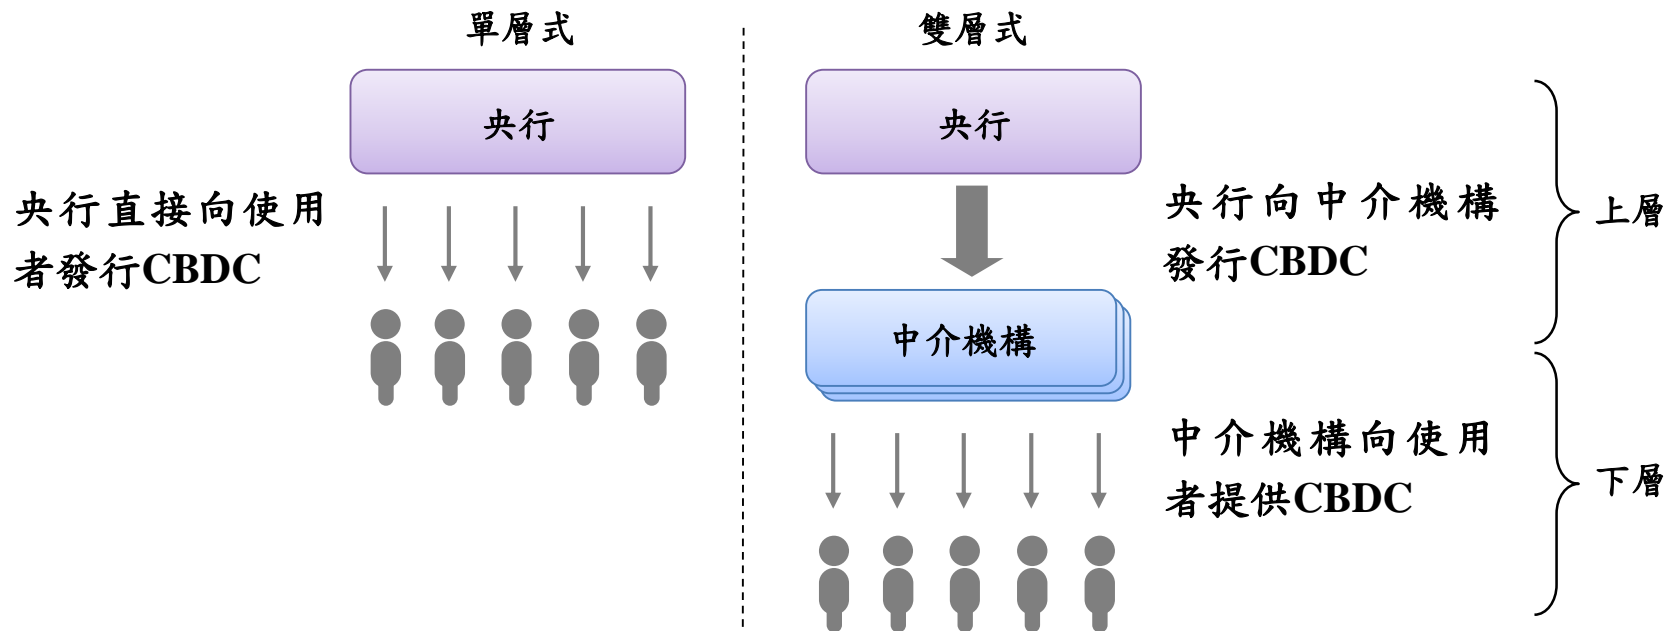 單層式
央行
央行直接向使用
者發行CBDC
雙層式
央行
央行向中介機構
發行CBDC
上層
中介機構
中介機構向使用
者提供CBDC
下層